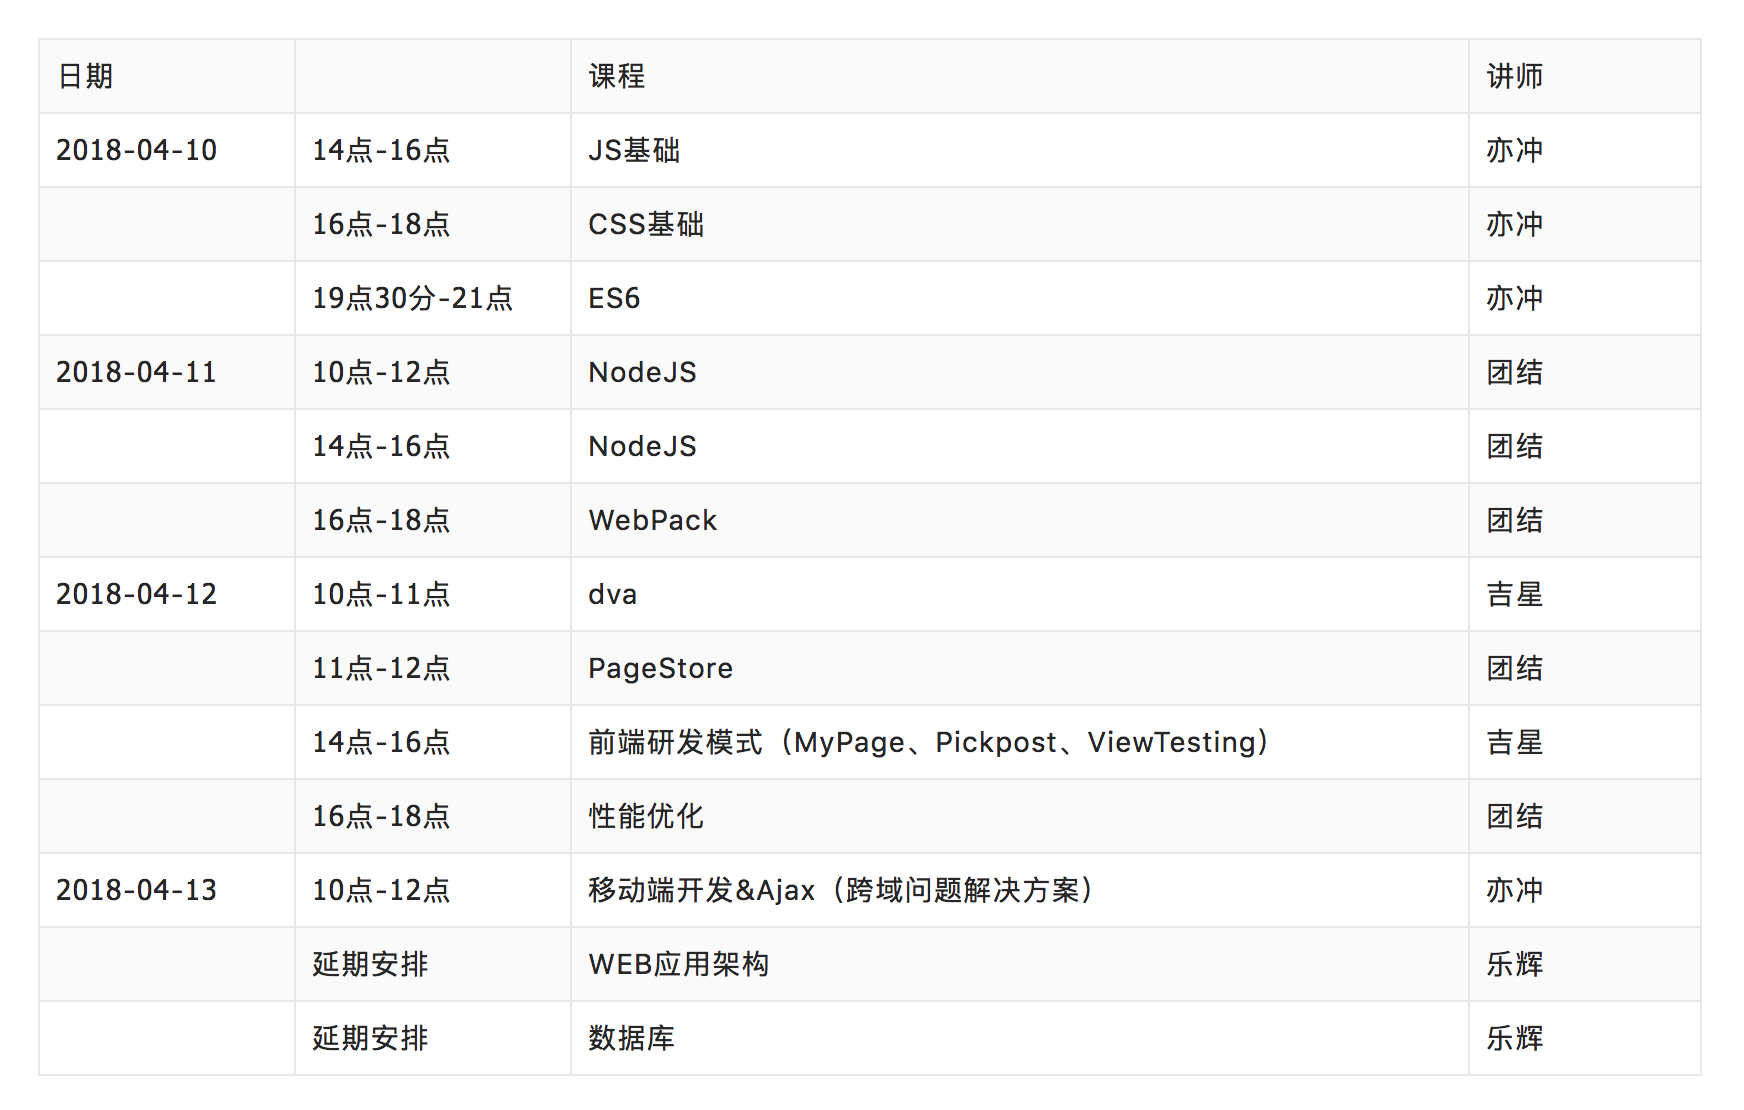 日期 课程 讲师
2018-04-10 14点-16点 JS基础 亦冲
16点-18点 CSS基础 亦冲
19点30分-21点 ES6 亦冲
2018-04-11 10点-12点 NodeJS 团结
14点-16点 NodeJS 团结
16点-18点 WebPack 团结
2018-04-12 10点-11点 dva 吉星
11点-12点 PageStore 团结
14点-16点 前端研发模式（MyPage、Pickpost、ViewTesting） 吉星
16点-18点 性能优化 团结
2018-04-13 10点-12点 移动端开发&Ajax（跨域问题解决方案） 亦冲
延期安排 WEB应用架构 乐辉
延期安排 数据库 乐辉